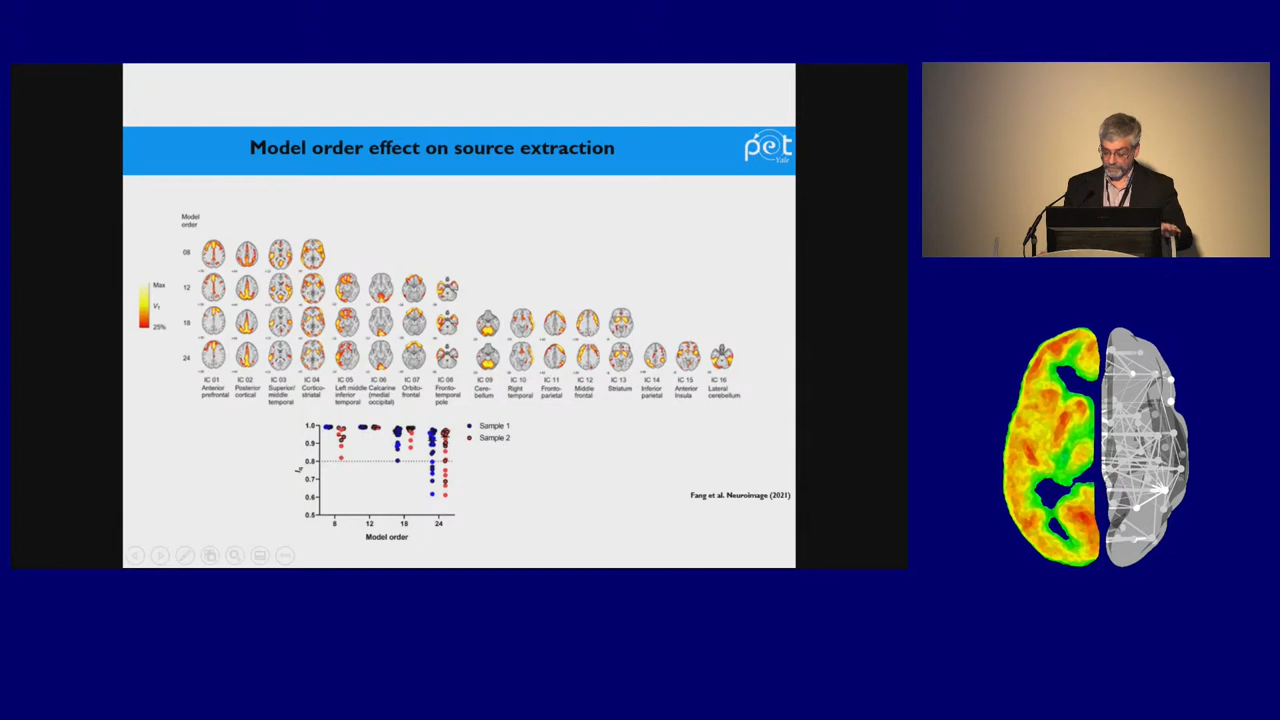 Model order effect on source extraction
pet
Yale
Model
order
08
12
18
24
Max
VT
25%
IC 01
Anterior
prefrontal
IC 02
Posterior
cortical
IC 03
Superior/
middle
temporal
IC 04
Cortico-
striatal
IC 05
Left middle
inferior
temporal
IC 06
Calcarine
(medial
occipital)
IC 07
Orbito-
frontal
IC 08
Fronto-
temporal
pole
IC 09
Cere-
bellum
IC 10
Right
temporal
IC 11
Fronto-
parietal
IC 12
Middle
frontal
IC 13
Striatum
IC 14
Inferior
parietal
IC 15
Anterior
Insula
IC 16
Lateral
cerebellum
1.0
0.9
0.8
0.7
0.6
0.5
Iq
8
12
18
24
Model order
Sample 1
Sample 2
Fang et al. Neuroimage (2021)